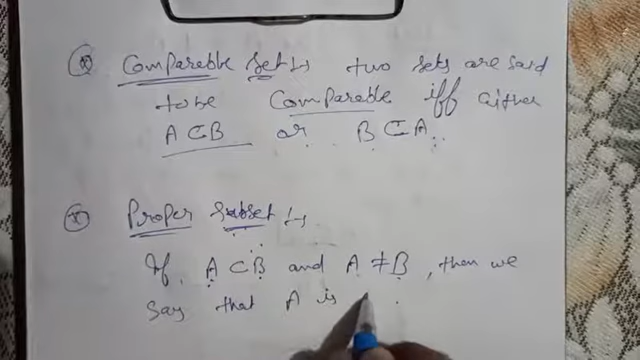 Comparable Set :- two sets are said
to be Comparable iff either
A ⊂ B or B ⊆ A.
Proper Subset :-
If A ⊂ B and A ≠ B, then we
say that A is